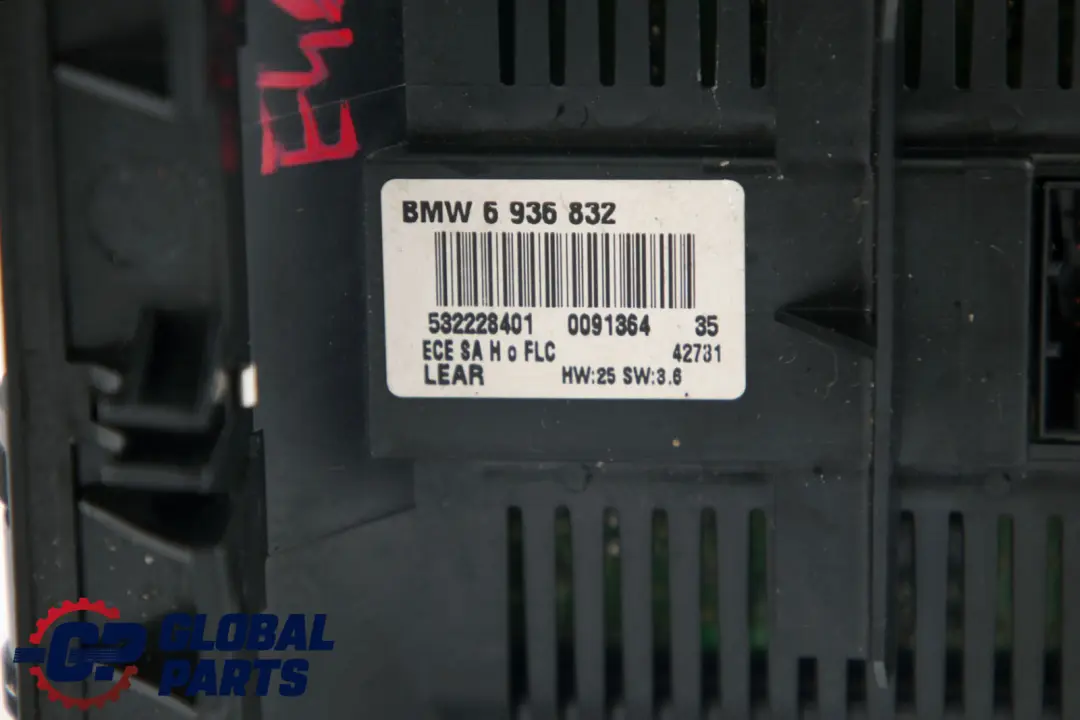 BMW 6 936 832
532228401 0091364 35
ECE SA H o FLC 42731
LEAR HW:25 SW:3.6
GP GLOBAL
PARTS